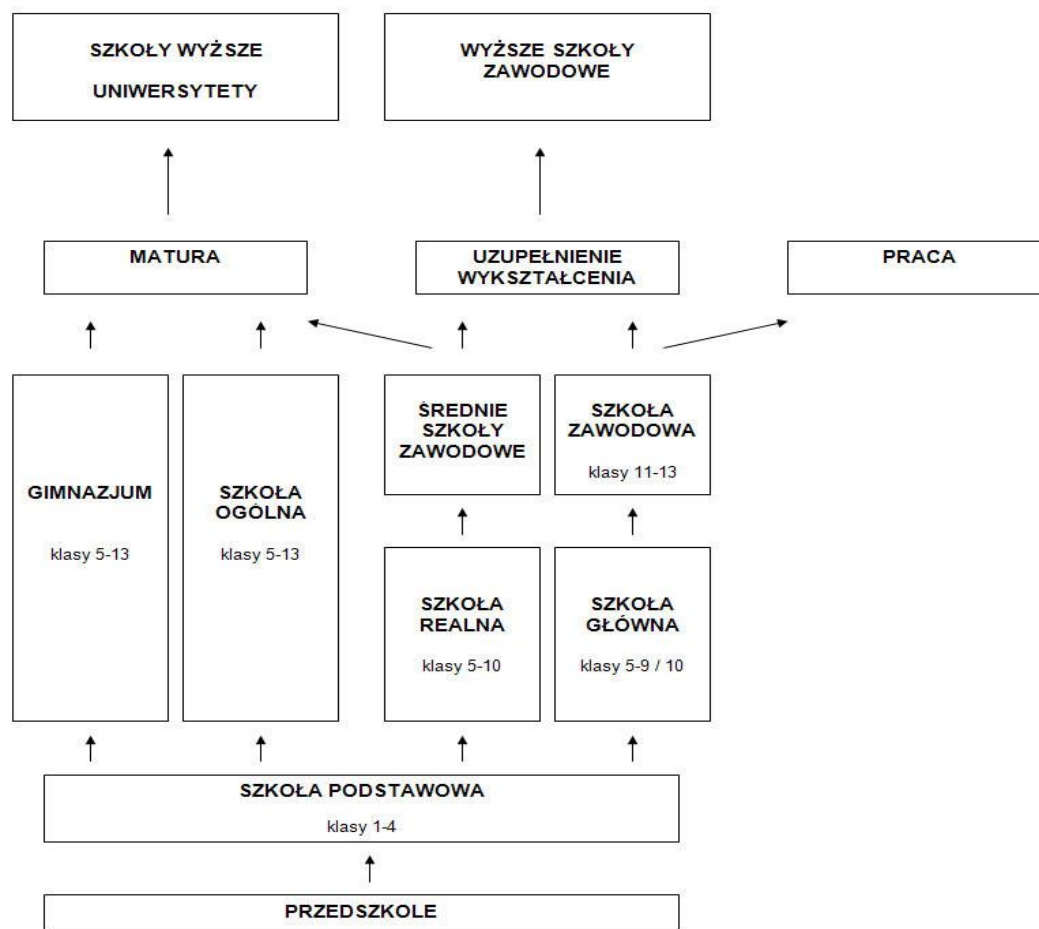 SZKOŁY WYŻSZE
UNIWERSYTETY
WYŻSZE SZKOŁY
ZAWODOWE
MATURA
UZUPEŁNIENIE
WYKSZTAŁCENIA
PRACA
GIMNAZJUM
klasy 5-13
SZKOŁA
OGÓLNA
klasy 5-13
ŚREDNIE
SZKOŁY
ZAWODOWE
SZKOŁA
ZAWODOWA
klasy 11-13
SZKOŁA
REALNA
klasy 5-10
SZKOŁA
GŁÓWNA
klasy 5-9 / 10
SZKOŁA PODSTAWOWA
klasy 1-4
PRZEDSZKOLE